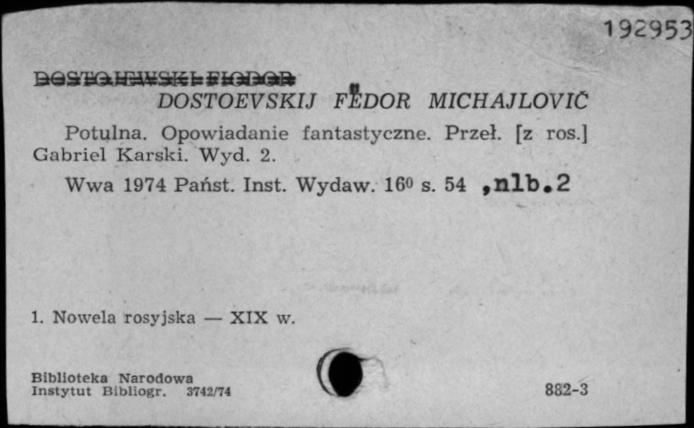 192953
DOSTOJEWSKI FIODOR
DOSTOEVSKIJ FËDOR MICHAJLOVIČ
Potulna. Opowiadanie fantastyczne. Przeł. [z ros.]
Gabriel Karski. Wyd. 2.
Wwa 1974 Państ. Inst. Wydaw. 16⁰ s. 54 ,nlb.2
1. Nowela rosyjska — XIX w.
Biblioteka Narodowa
Instytut Bibliogr. 3742/74
882-3